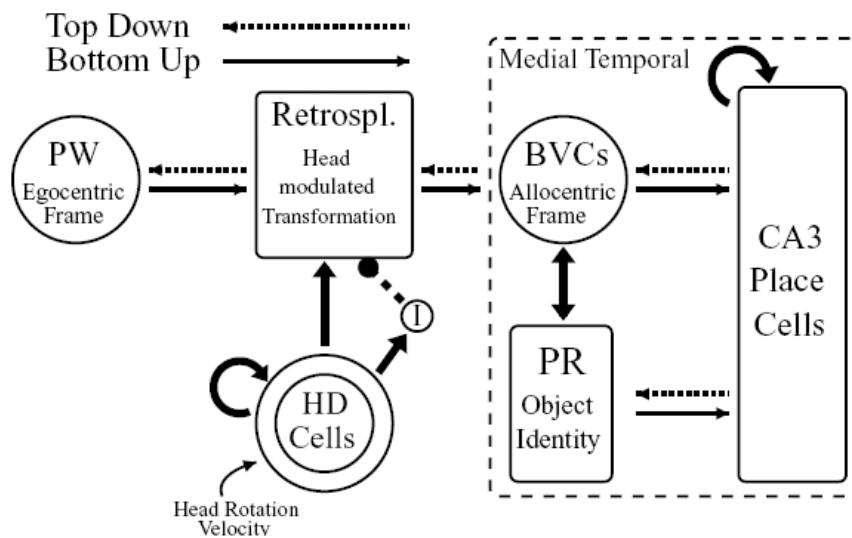 Top Down
Bottom Up
Medial Temporal
PW
Egocentric
Frame
Retrospl.
Head
modulated
Transformation
BVCs
Allocentric
Frame
CA3
Place
Cells
I
HD
Cells
PR
Object
Identity
Head Rotation
Velocity